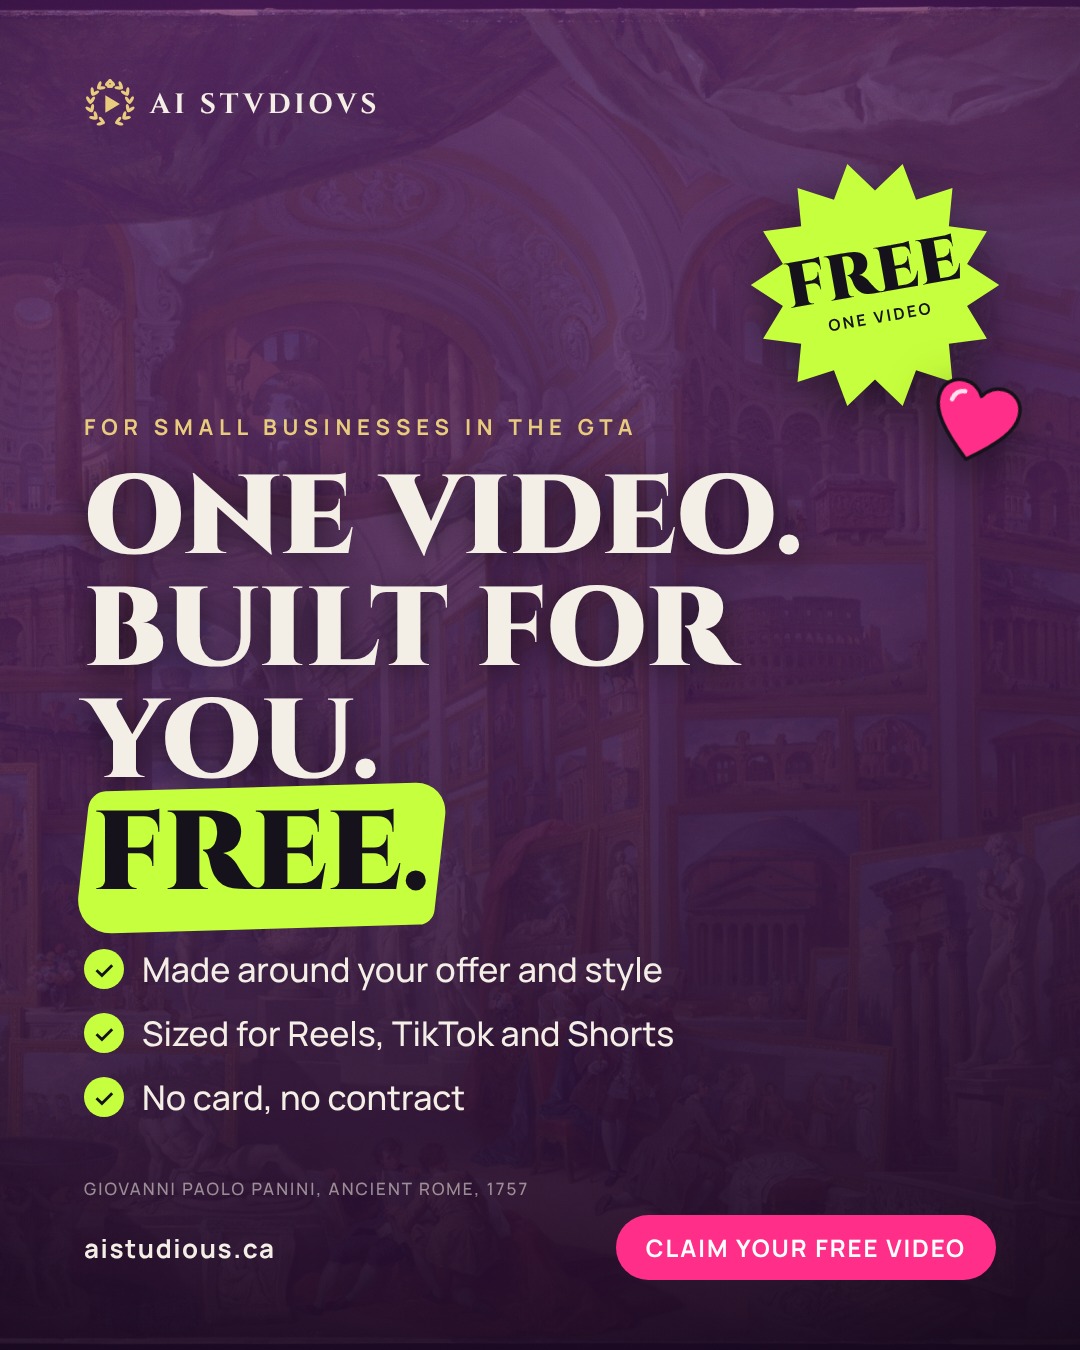 AI STVDIOVS
FREE
ONE VIDEO
FOR SMALL BUSINESSES IN THE GTA
ONE VIDEO.
BUILT FOR
YOU.
FREE.
Made around your offer and style
Sized for Reels, TikTok and Shorts
No card, no contract
GIOVANNI PAOLO PANINI, ANCIENT ROME, 1757
aistudious.ca
CLAIM YOUR FREE VIDEO